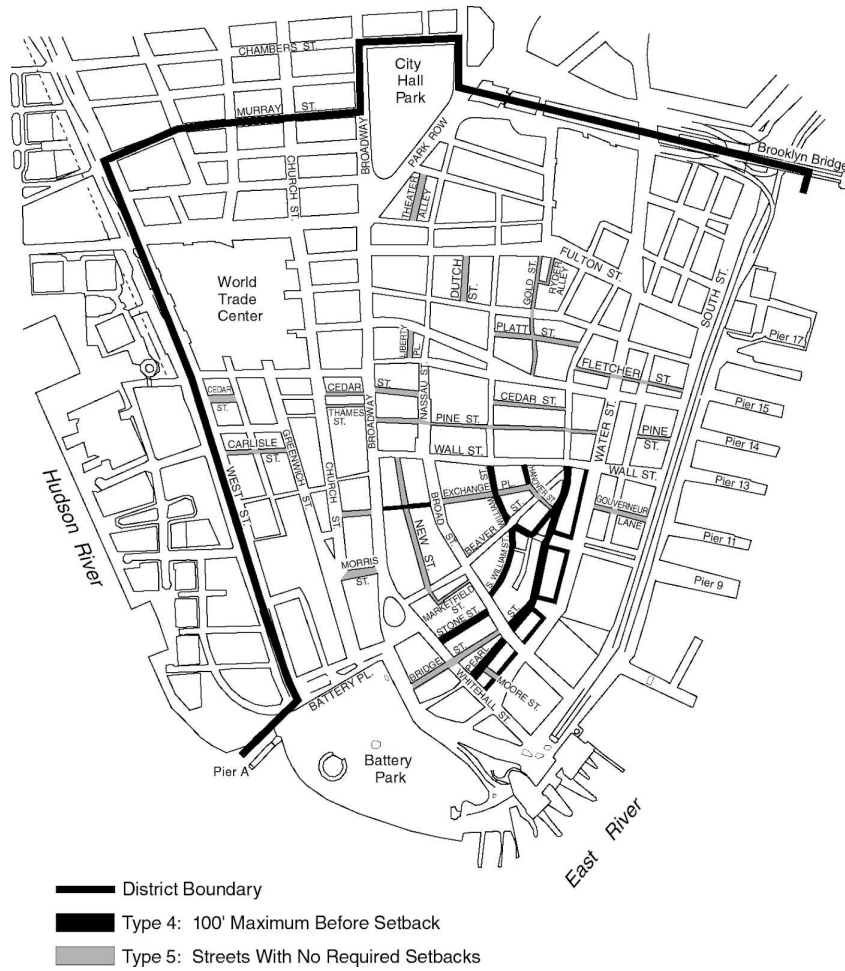 CHAMBERS ST.
City
Hall
Park
MURRAY ST.
BROADWAY
PARK ROW
Brooklyn Bridge
CHURCH ST.
THEATER
ALLEY
FULTON ST.
SOUTH ST.
World
Trade
Center
DUTCH
ST.
GOLD ST.
RYDER
ALLEY
PLATT ST.
Pier 17
LIBERTY
PL.
NASSAU ST.
FLETCHER ST.
CEDAR
ST.
CEDAR ST.
THAMES
ST.
BROADWAY
CEDAR ST.
PINE ST.
WATER ST.
PINE
ST.
Pier 15
Pier 14
CARLISLE
ST.
GREENWICH ST.
CHURCH ST.
WALL ST.
WALL ST.
Pier 13
WEST ST.
Hudson River
EXCHANGE PL.
HANOVER ST.
WILLIAM ST.
GOUVERNEUR
LANE
BROAD ST.
NEW ST.
BEAVER ST.
Pier 11
MORRIS
ST.
S. WILLIAM ST.
Pier 9
MARKETFIELD
ST.
STONE ST.
BRIDGE ST.
PEARL ST.
MOORE ST.
WHITEHALL ST.
BATTERY PL.
Pier A
Battery
Park
East River
District Boundary
Type 4: 100' Maximum Before Setback
Type 5: Streets With No Required Setbacks